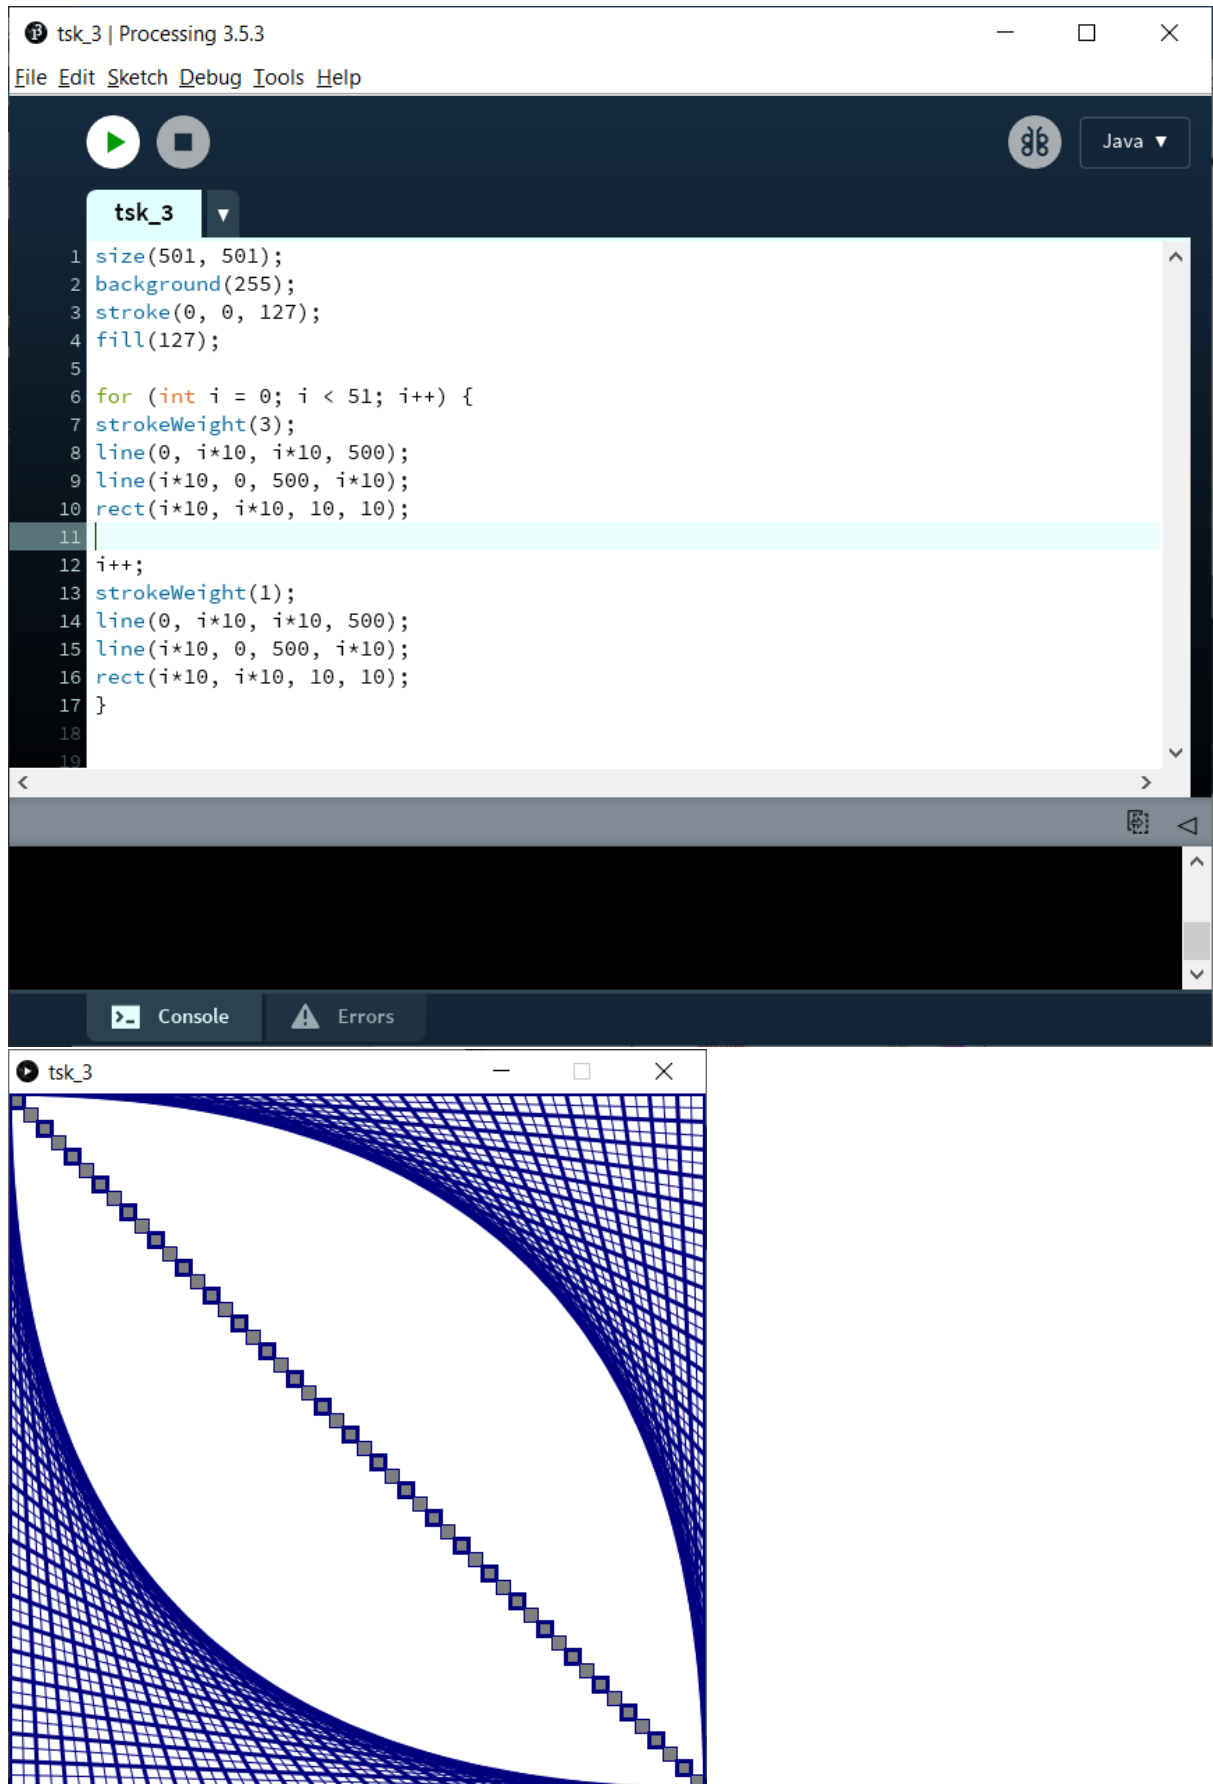 tsk_3 | Processing 3.5.3
File Edit Sketch Debug Tools Help
Java ▼
tsk_3 ▼
1 size(501, 501);
2 background(255);
3 stroke(0, 0, 127);
4 fill(127);
5
6 for (int i = 0; i < 51; i++) {
7 strokeWeight(3);
8 line(0, i*10, i*10, 500);
9 line(i*10, 0, 500, i*10);
10 rect(i*10, i*10, 10, 10);
11
12 i++;
13 strokeWeight(1);
14 line(0, i*10, i*10, 500);
15 line(i*10, 0, 500, i*10);
16 rect(i*10, i*10, 10, 10);
17 }
18
19
Console Errors
tsk_3